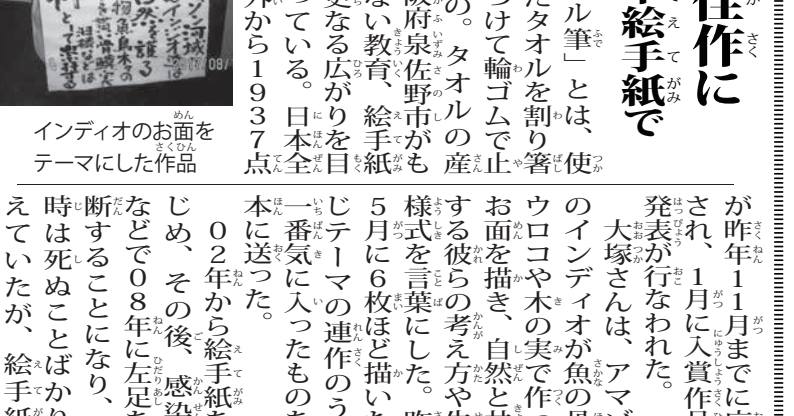 佳作に
絵手紙で
ル筆」とは、使
たタオルを割り箸
つけて輪ゴムで止
の。タオルの産
阪府泉佐野市がも
ない教育、絵手紙
更なる広がりを目
っている。日本全
外から1937点
インディオのお面を
テーマにした作品
が昨年11月までに
され、1月に入賞作品
発表が行なわれた。
大塚さんは、アマゾ
のインディオが魚の
ウロコや木の実で作っ
お面を描き、自然と
する彼らの考え方や
様式を言葉にした。昨
5月に6枚ほど描いた
じテーマの連作のう
一番気に入ったものを
本に送った。
02年から絵手紙を
じめ、その後、感染
などで08年に左足を
断することになり、
時は死ぬことばかり
えていたが、絵手紙